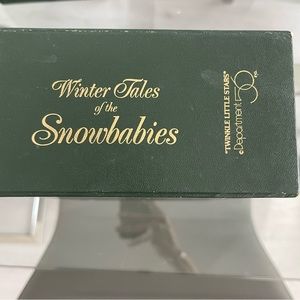 Winter Tales
of the
Snowbabies
"TWINKLE LITTLE STARS"
Department 56